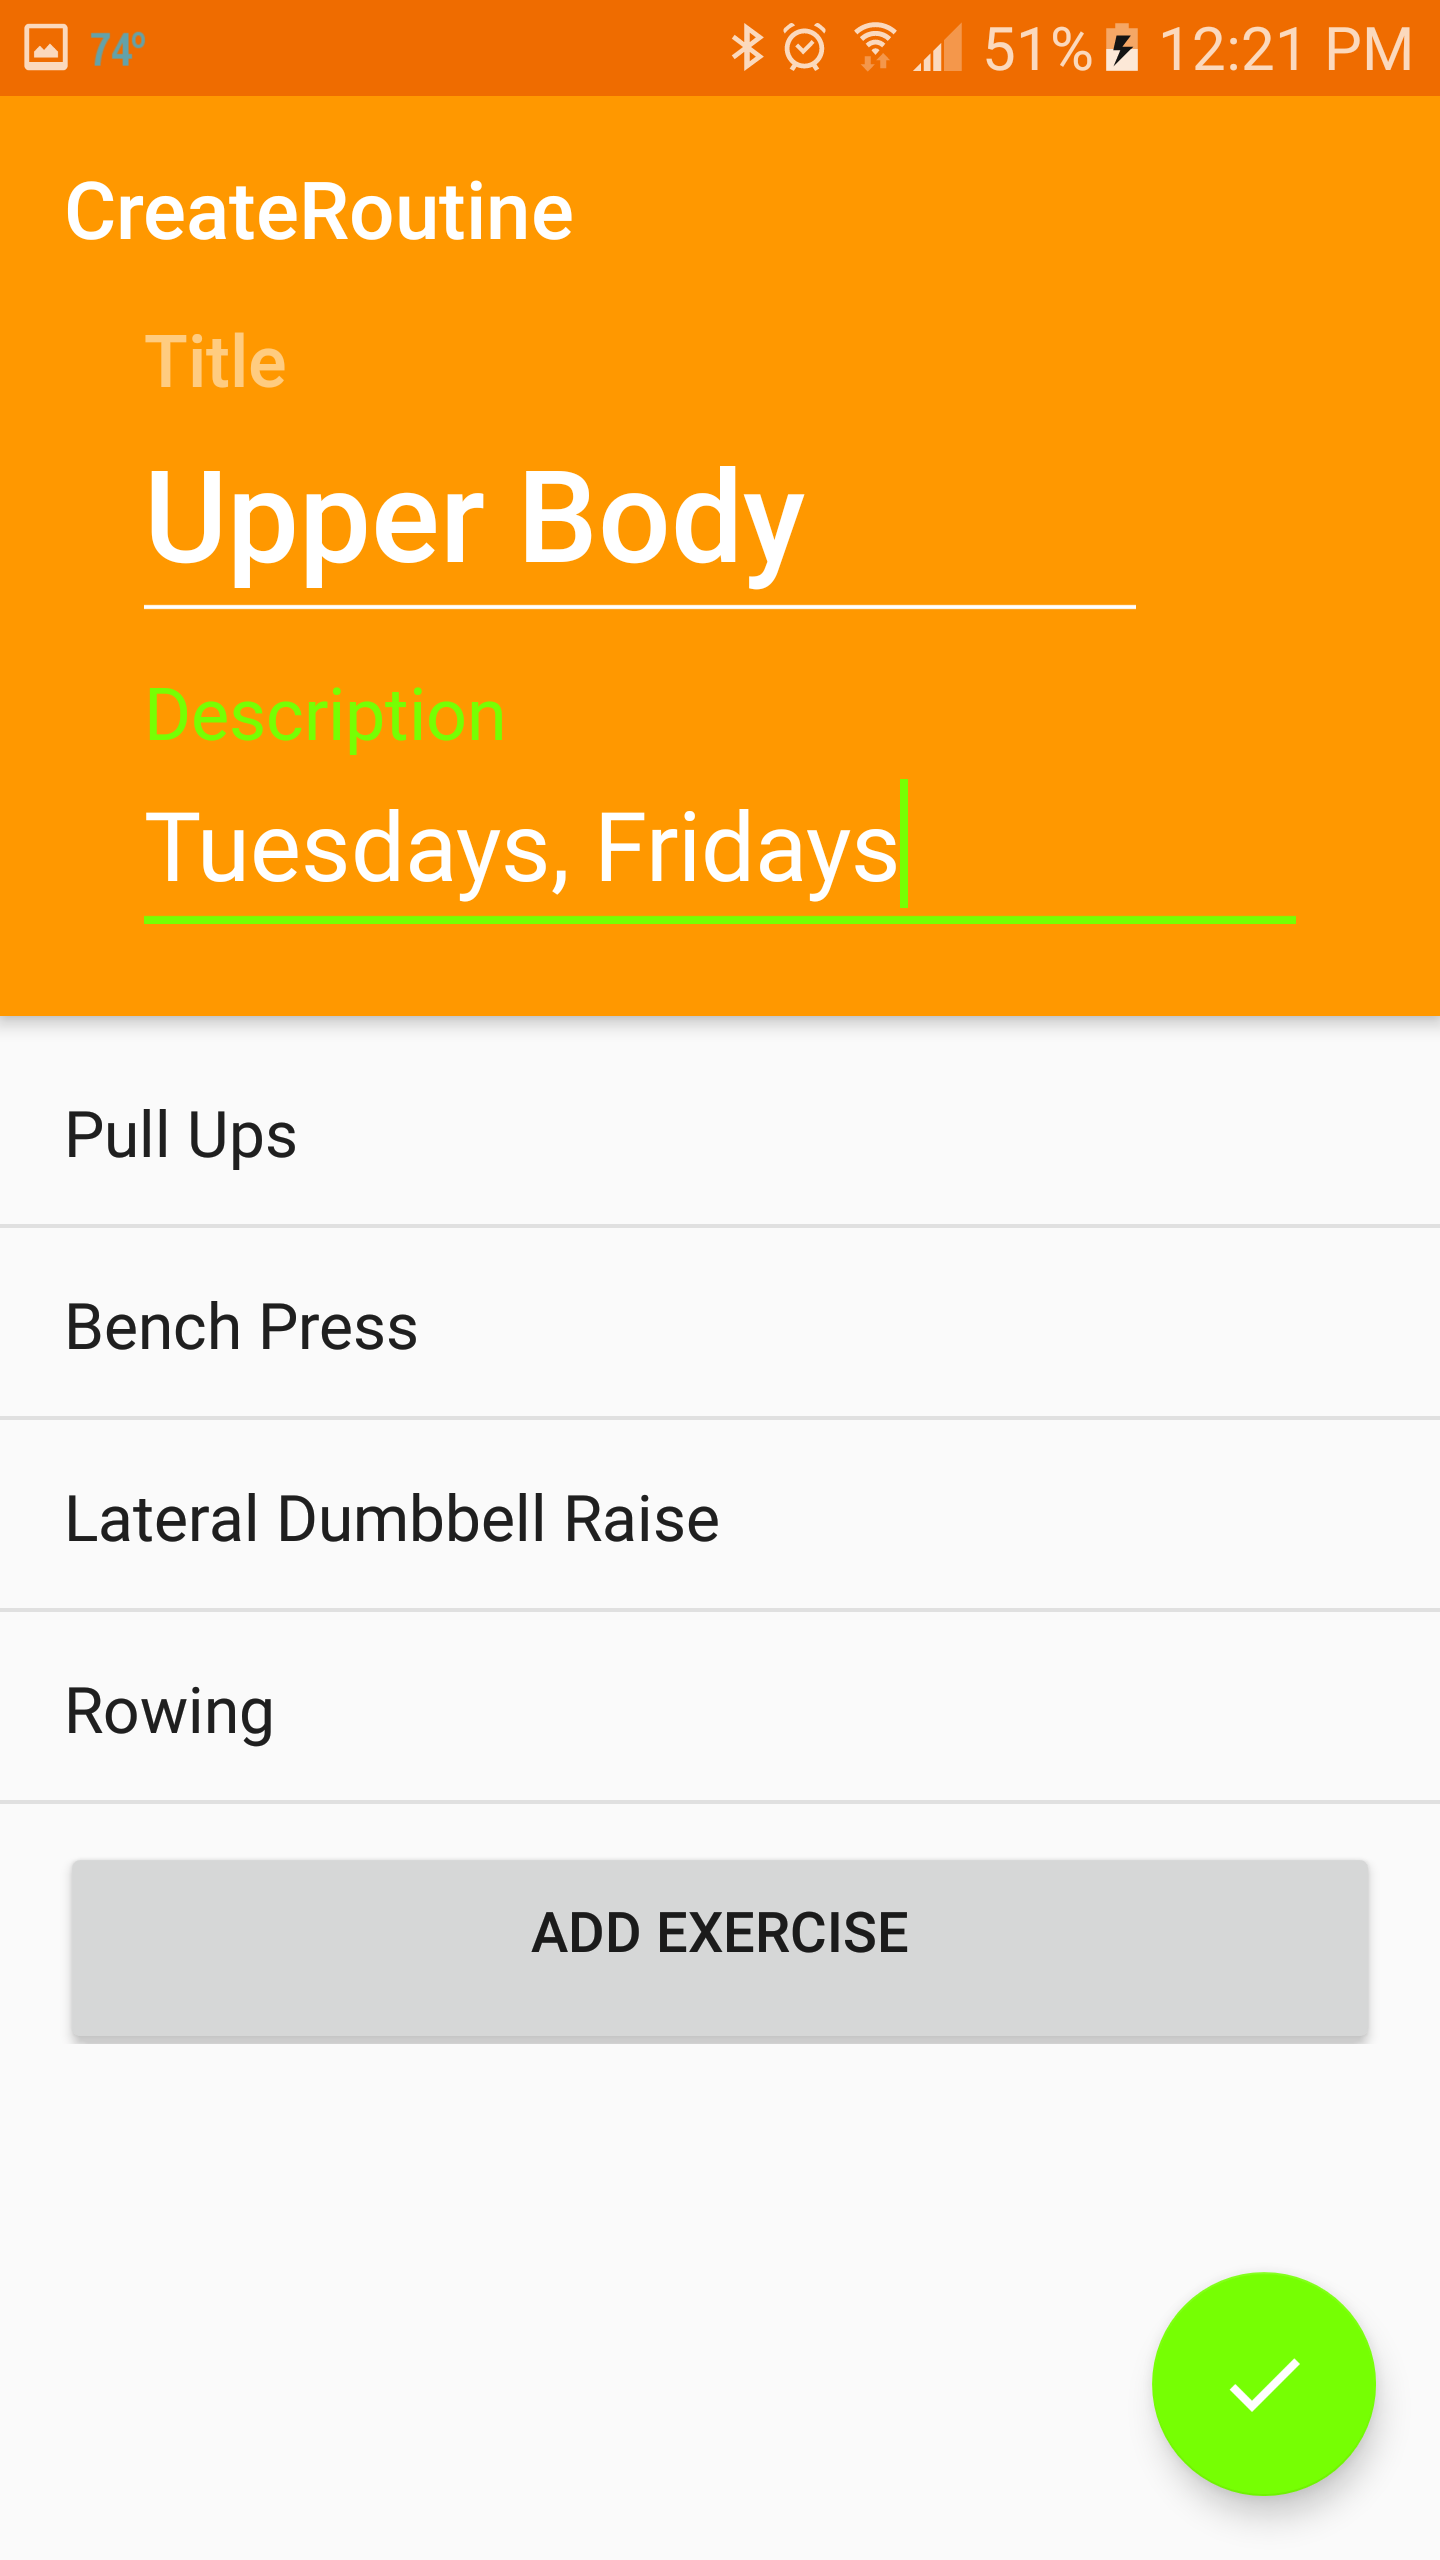 74° 51% 12:21 PM
CreateRoutine
Title
Upper Body
Description
Tuesdays, Fridays
Pull Ups
Bench Press
Lateral Dumbbell Raise
Rowing
ADD EXERCISE